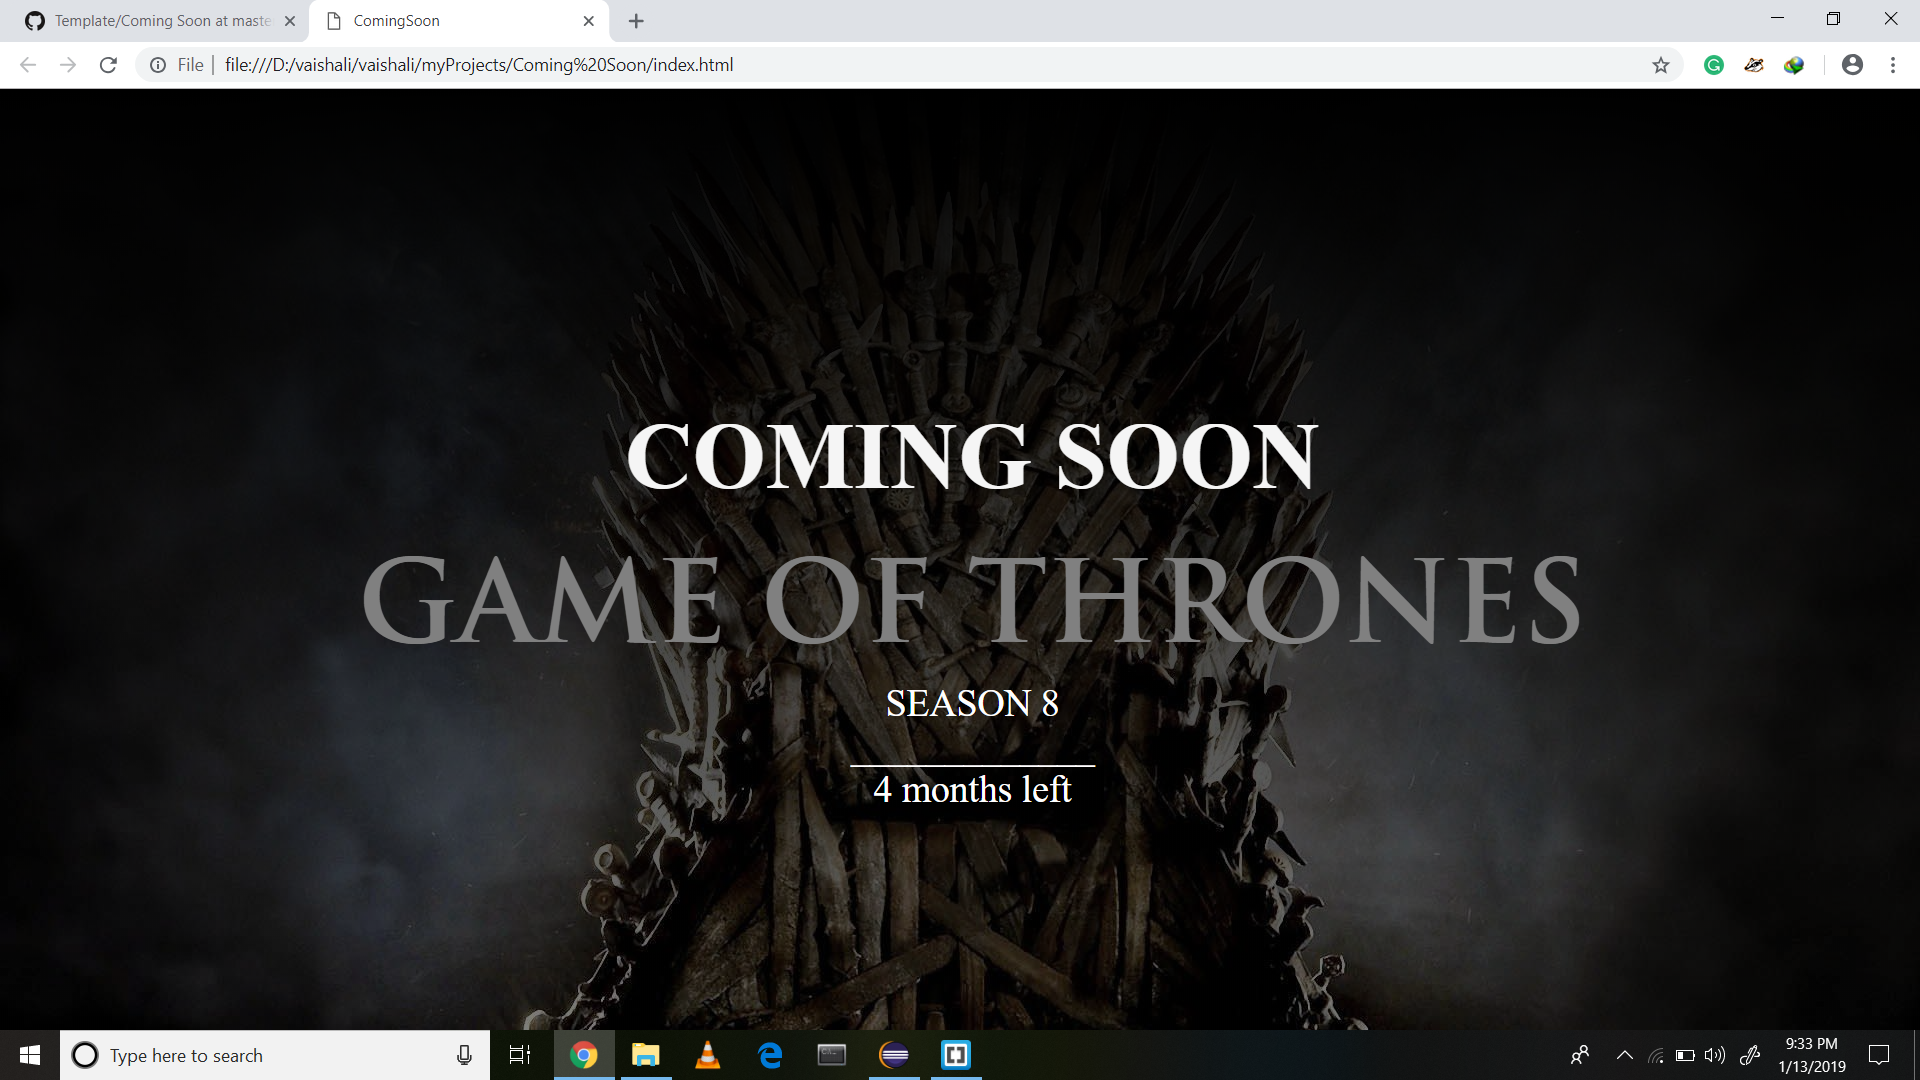 Template/Coming Soon at maste
ComingSoon
File
file:///D:/vaishali/vaishali/myProjects/Coming%20Soon/index.html
COMING SOON
GAME OF THRONES
SEASON 8
4 months left
Type here to search
9:33 PM
1/13/2019